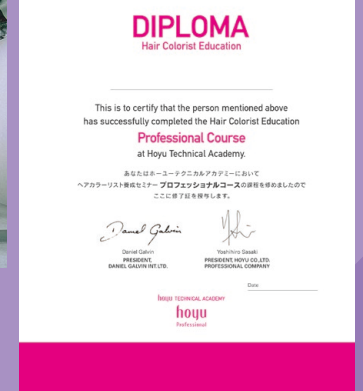 DIPLOMA
Hair Colorist Education
This is to certify that the person mentioned above
has successfully completed the Hair Colorist Education
Professional Course
at Hoyu Technical Academy.
あなたはホーユーテクニカルアカデミーにおいて
ヘアカラーリスト養成セミナー プロフェッショナルコースの課程を修めましたので
ここに修了証を授与します。
Daniel Galvin
Daniel Galvin
PRESIDENT,
DANIEL GALVIN INT.LTD.
Yoshihiro Sasaki
PRESIDENT, HOYU CO.,LTD.
PROFESSIONAL COMPANY
Date
hoyu TECHNICAL ACADEMY
hoyu
Professional